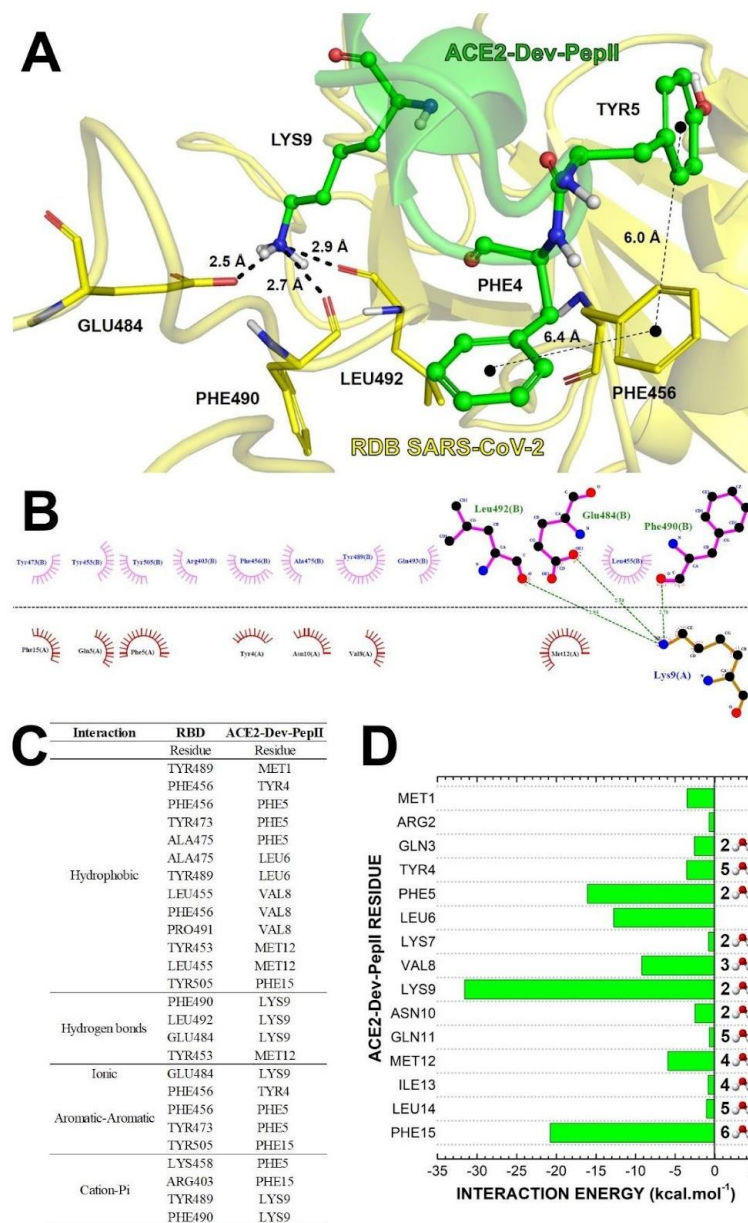 A
ACE2-Dev-PepII
LYS9
TYR5
2.9 Å
2.5 Å
6.0 Å
2.7 Å
PHE4
GLU484
6.4 Å
LEU492
PHE490
PHE456
RDB SARS-CoV-2
B
Leu492(B)
Glu484(B)
Phe490(B)
Tyr473(B) Tyr453(B) Tyr505(B) Arg403(B) Phe456(B) Ala475(B) Tyr489(B) Gln493(B) Leu455(B)
Phe15(A) Gln3(A) Phe5(A) Tyr4(A) Asn10(A) Val8(A) Met12(A)
Lys9(A)
C
Interaction RBD ACE2-Dev-PepII
Residue Residue
TYR489 MET1
PHE456 TYR4
PHE456 PHE5
TYR473 PHE5
ALA475 PHE5
ALA475 LEU6
Hydrophobic TYR489 LEU6
LEU455 VAL8
PHE456 VAL8
PRO491 VAL8
TYR453 MET12
LEU455 MET12
TYR505 PHE15
PHE490 LYS9
Hydrogen bonds LEU492 LYS9
GLU484 LYS9
TYR453 MET12
Ionic GLU484 LYS9
PHE456 TYR4
Aromatic-Aromatic PHE456 PHE5
TYR473 PHE5
TYR505 PHE15
LYS458 PHE5
Cation-Pi ARG403 PHE15
TYR489 LYS9
PHE490 LYS9
D
ACE2-Dev-PepII RESIDUE
MET1
ARG2
GLN3 2
TYR4 5
PHE5 2
LEU6
LYS7 2
VAL8 3
LYS9 2
ASN10 2
GLN11 5
MET12 4
ILE13 4
LEU14 5
PHE15 6
-35 -30 -25 -20 -15 -10 -5 0
INTERACTION ENERGY (kcal.mol-1)